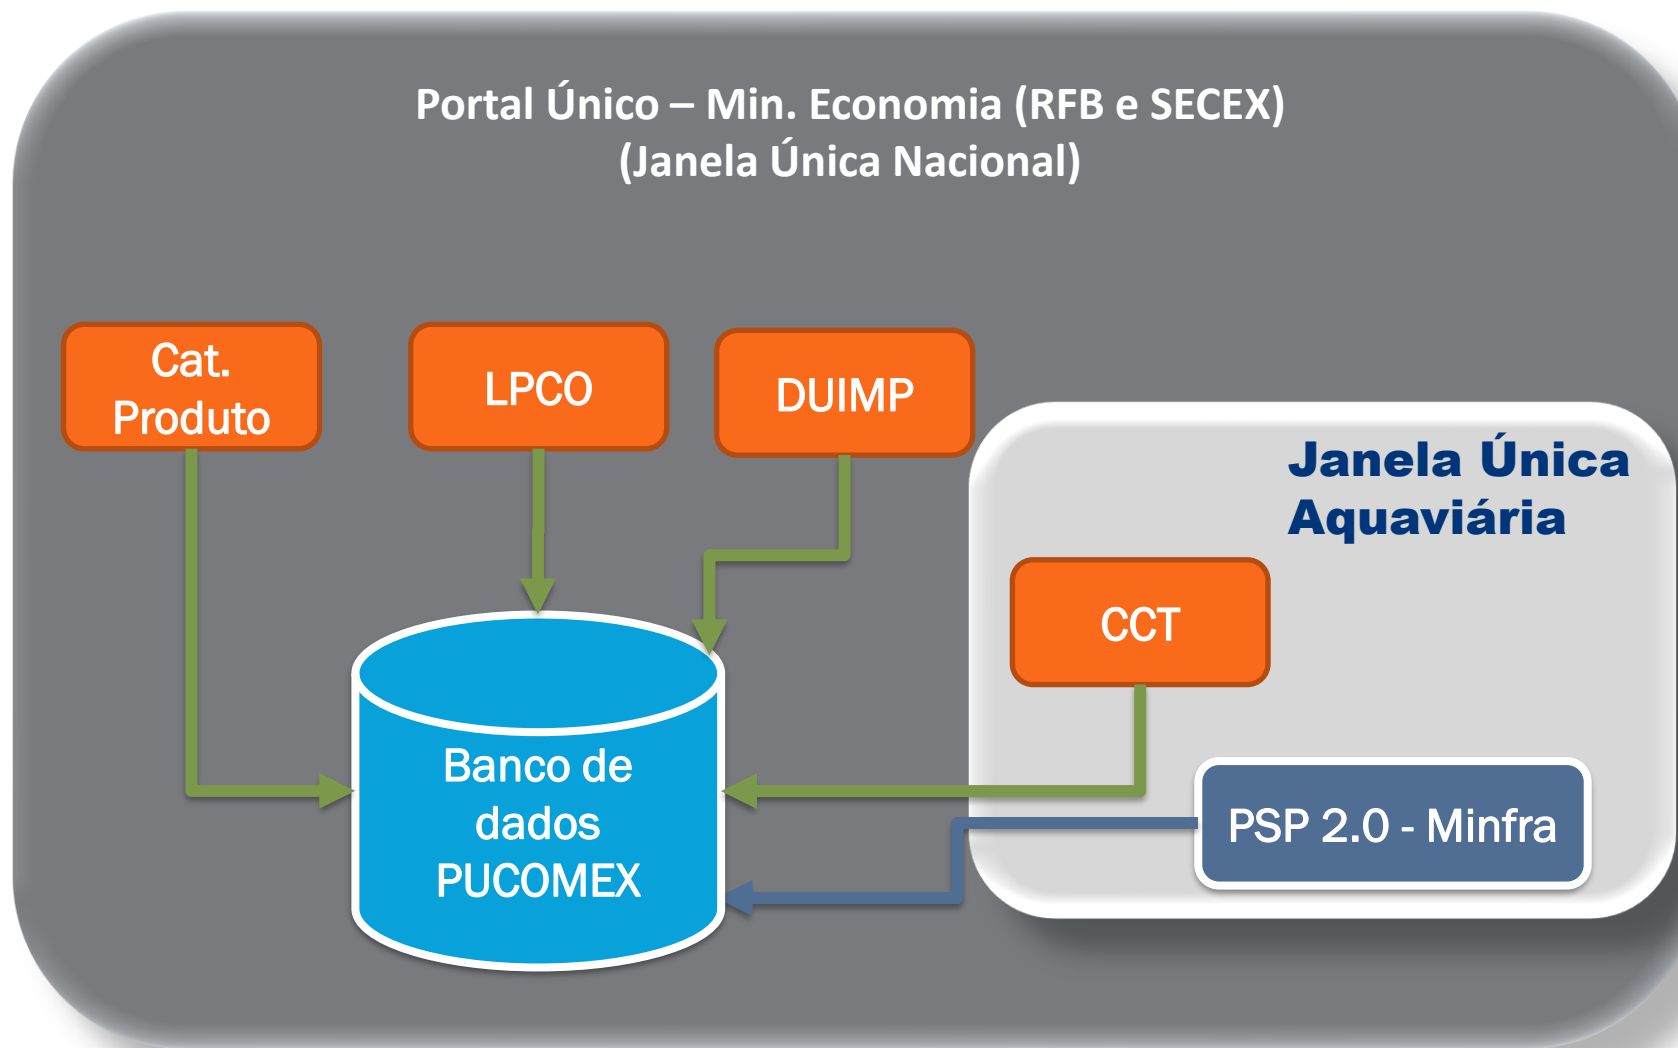 Portal Único – Min. Economia (RFB e SECEX)
(Janela Única Nacional)
Cat.
Produto
LPCO
DUIMP
Janela Única
Aquaviária
CCT
Banco de
dados
PUCOMEX
PSP 2.0 - Minfra